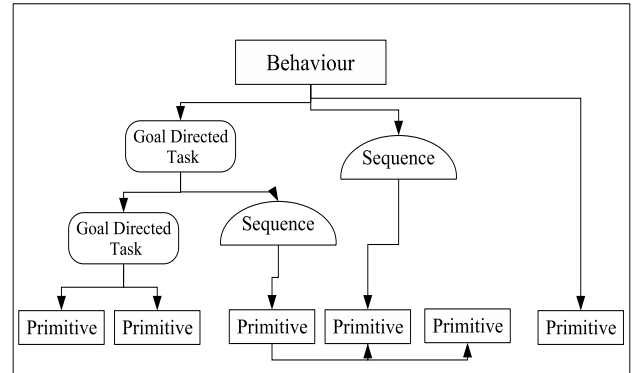 Behaviour
Goal Directed
Task
Sequence
Goal Directed
Task
Sequence
Primitive
Primitive
Primitive
Primitive
Primitive
Primitive